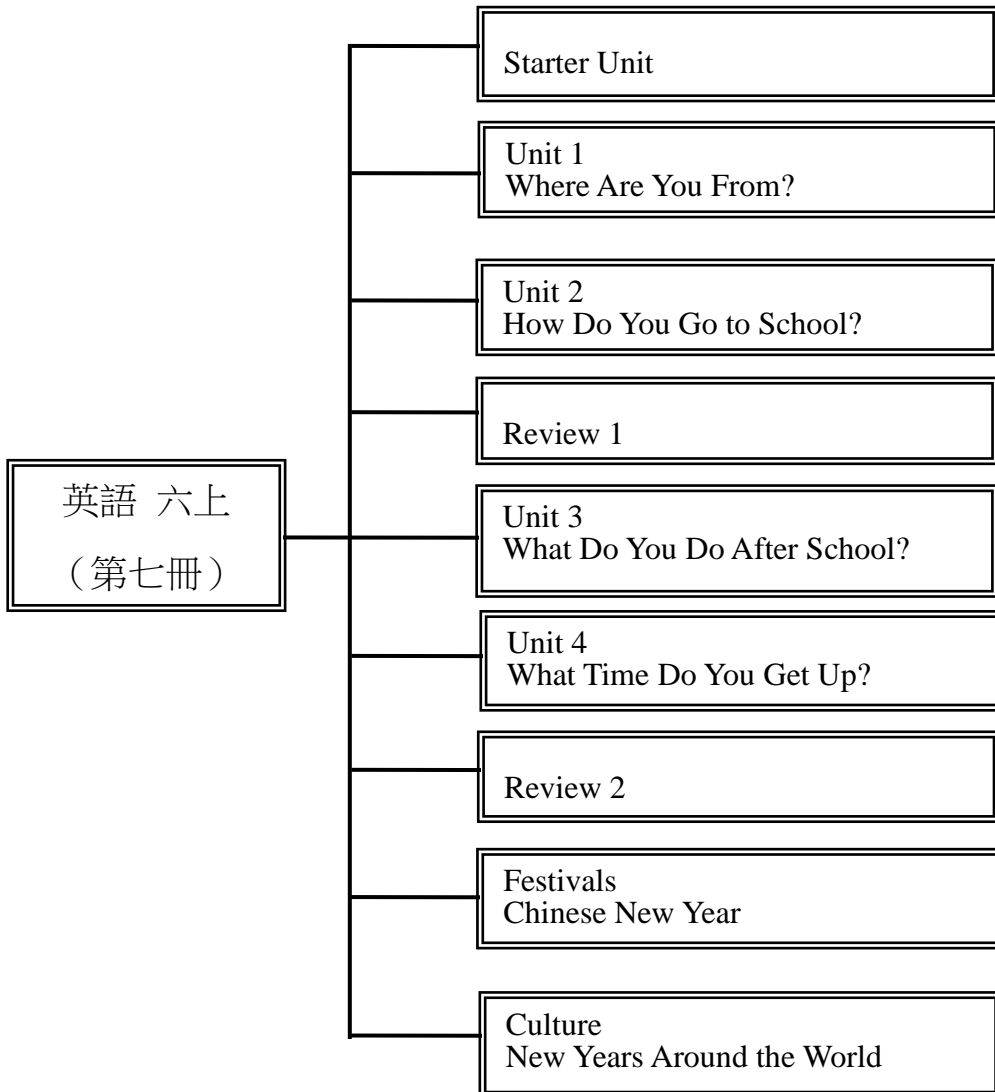 Starter Unit
Unit 1
Where Are You From?
Unit 2
How Do You Go to School?
Review 1
英語 六上
（第七冊）
Unit 3
What Do You Do After School?
Unit 4
What Time Do You Get Up?
Review 2
Festivals
Chinese New Year
Culture
New Years Around the World